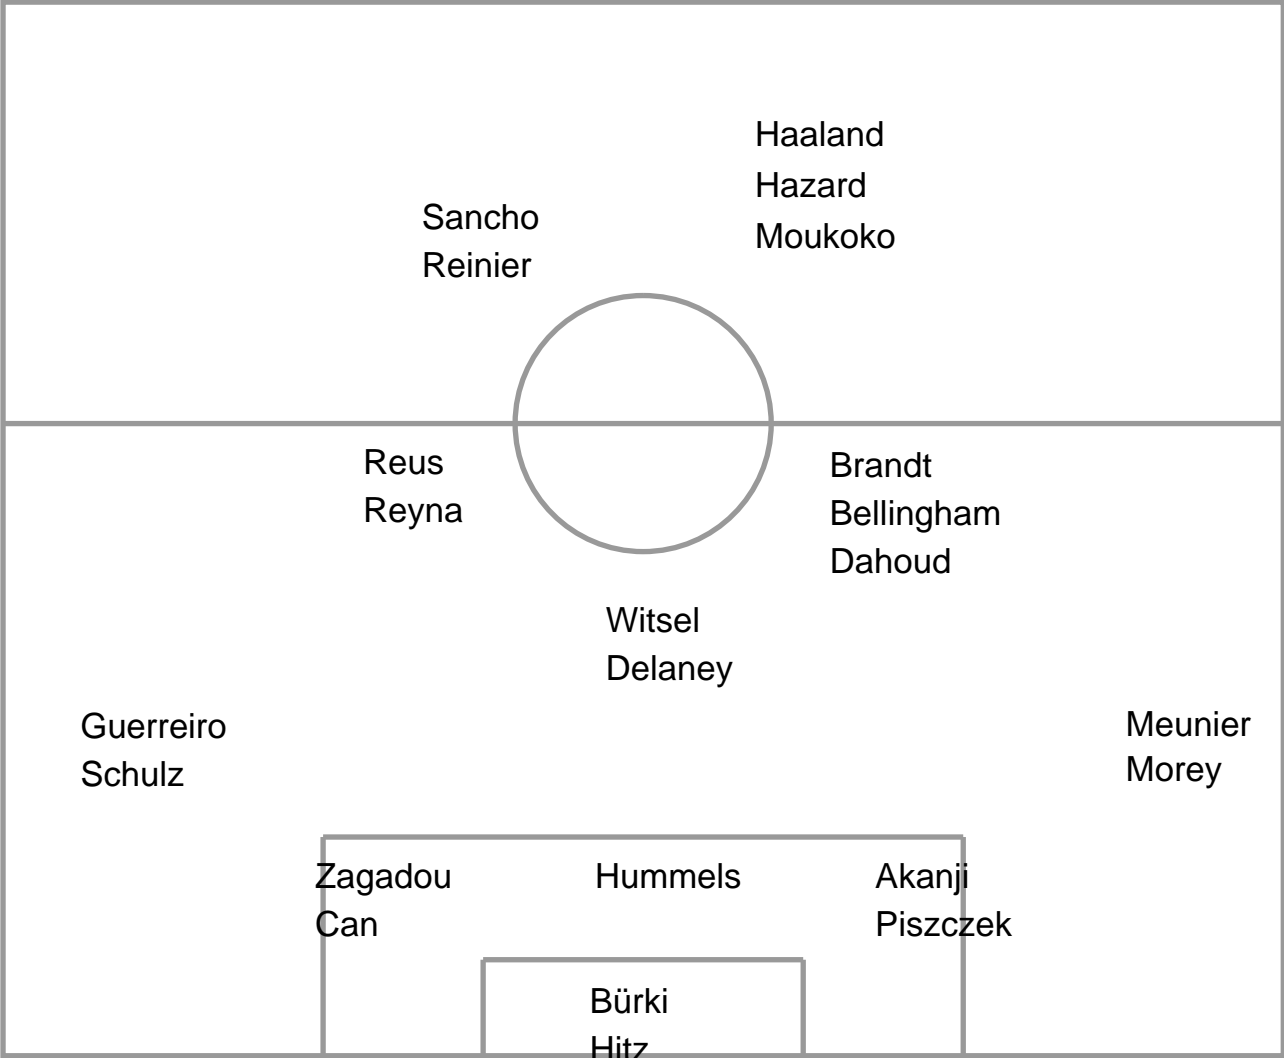 Haaland
Hazard
Moukoko
Sancho
Reinier
Reus
Reyna
Brandt
Bellingham
Dahoud
Witsel
Delaney
Guerreiro
Schulz
Meunier
Morey
Zagadou
Can
Hummels
Akanji
Piszczek
Bürki
Hitz